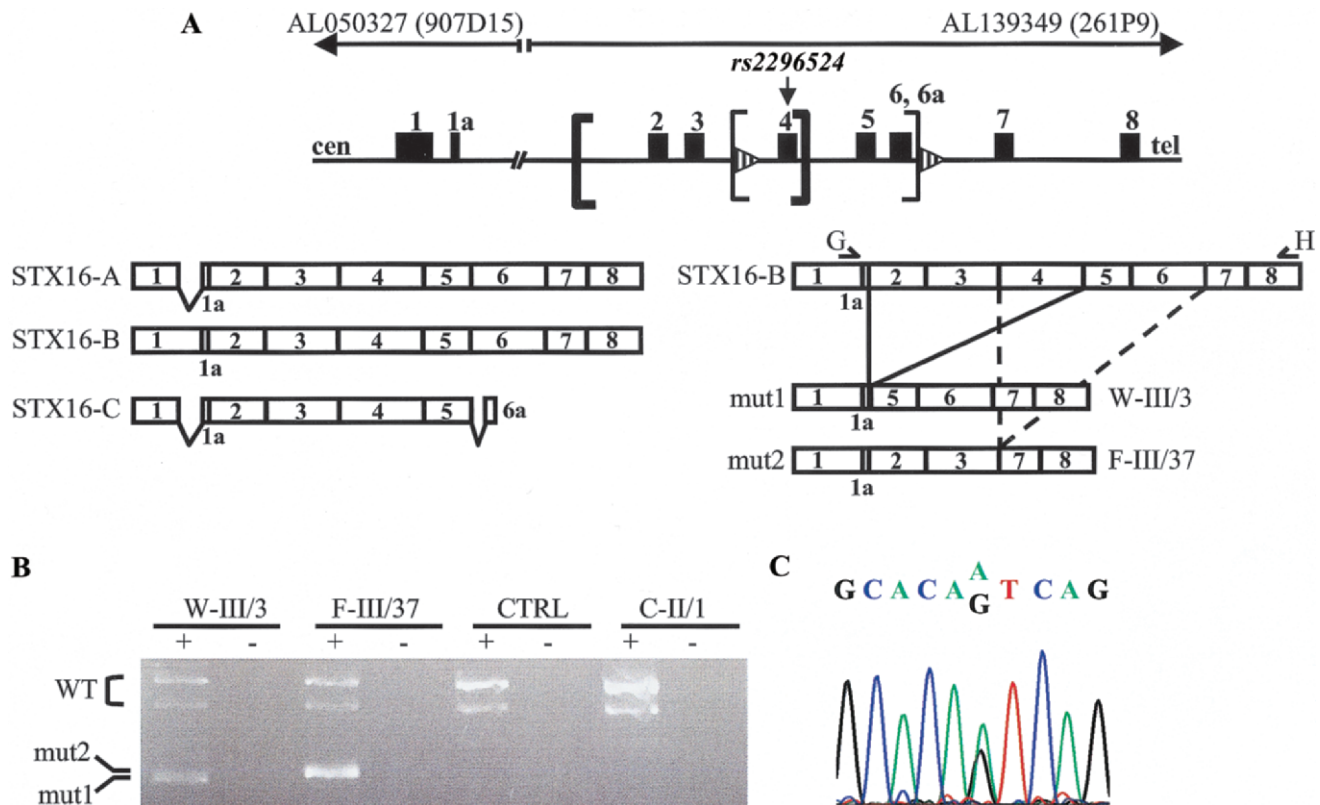 A
AL050327 (907D15) AL139349 (261P9)
rs2296524
6, 6a
1 1a 2 3 4 5 7 8
cen tel
STX16-A 1 2 3 4 5 6 7 8
1a
STX16-B 1 2 3 4 5 6 7 8
1a
STX16-C 1 2 3 4 5 6a
1a
G H
STX16-B 1 2 3 4 5 6 7 8
1a
mut1 1 5 6 7 8 W-III/3
1a
mut2 1 2 3 7 8 F-III/37
1a
B
W-III/3 F-III/37 CTRL C-II/1
+ - + - + - + -
WT
mut2
mut1
C
A
G C A C A T C A G
G